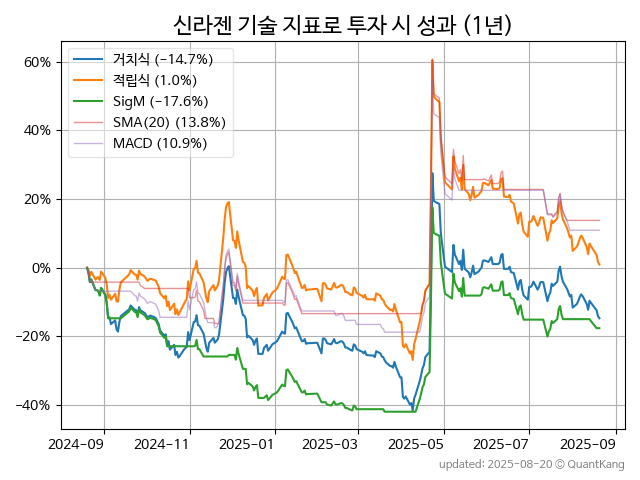 신라젠 기술 지표로 투자 시 성과 (1년)
거치식 (−14.7%)
적립식 (1.0%)
SigM (−17.6%)
SMA(20) (13.8%)
MACD (10.9%)
60%
40%
20%
0%
−20%
−40%
2024-09 2024-11 2025-01 2025-03 2025-05 2025-07 2025-09
updated: 2025-08-20 © QuantKang